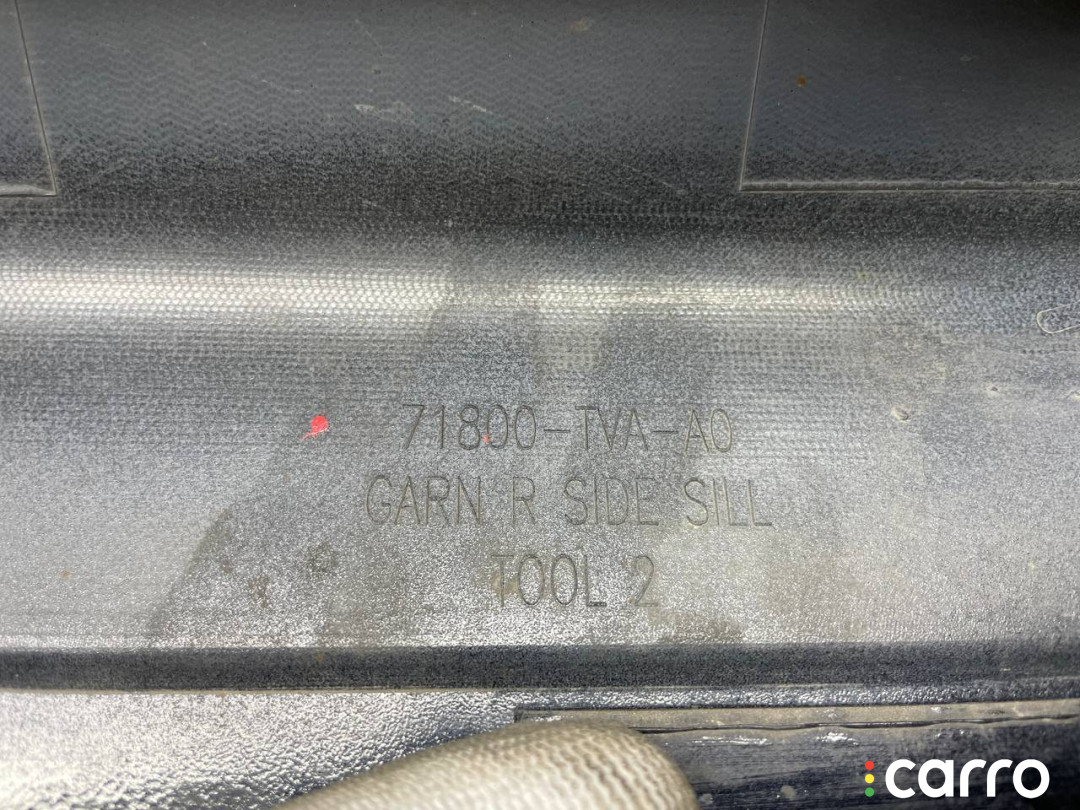 71800-TVA-A0
GARN R SIDE SILL
TOOL 2
carro